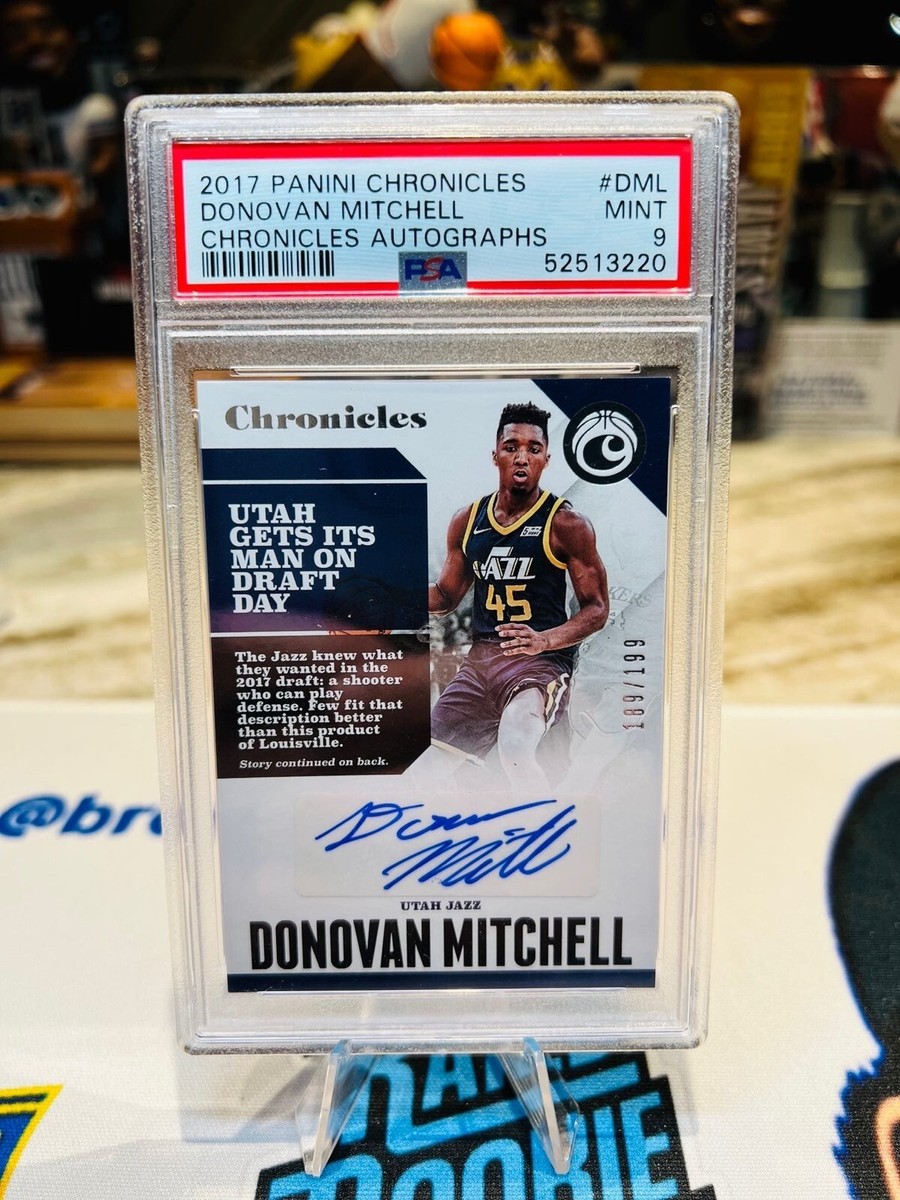 2017 PANINI CHRONICLES #DML
DONOVAN MITCHELL MINT
CHRONICLES AUTOGRAPHS 9
PSA 52513220
Chronicles
UTAH
GETS ITS
MAN ON
DRAFT
DAY
JAZZ
45
The Jazz knew what
they wanted in the
2017 draft: a shooter
who can play
defense. Few fit that
description better
than this product
of Louisville.
Story continued on back.
189/199
UTAH JAZZ
DONOVAN MITCHELL
ROOKIE